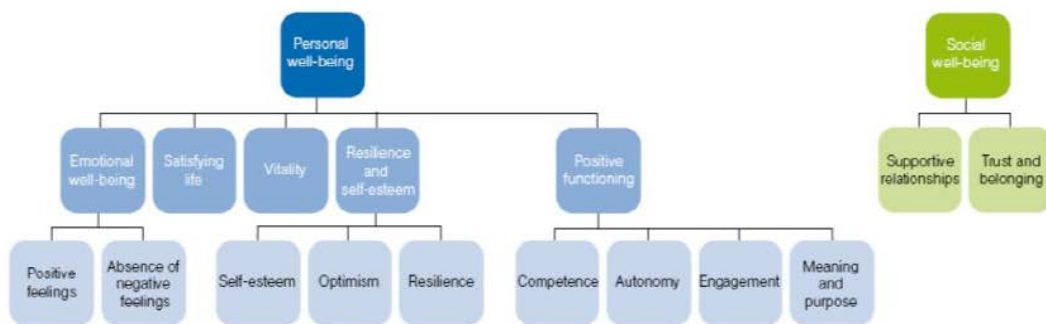 Personal
well-being
Social
well-being
Emotional
well-being
Satisfying
life
Vitality
Resilience
and
self-esteem
Positive
functioning
Supportive
relationships
Trust and
belonging
Positive
feelings
Absence of
negative
feelings
Self-esteem
Optimism
Resilience
Competence
Autonomy
Engagement
Meaning
and
purpose